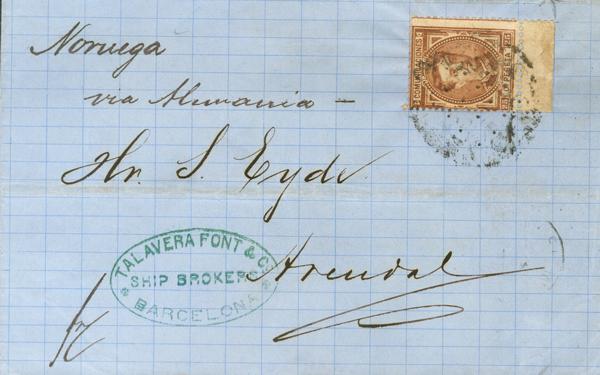 Noruega
via Alemania —
Hr. S. Eyde
Arendal
TALAVERA FONT & Cº
SHIP BROKERS
BARCELONA